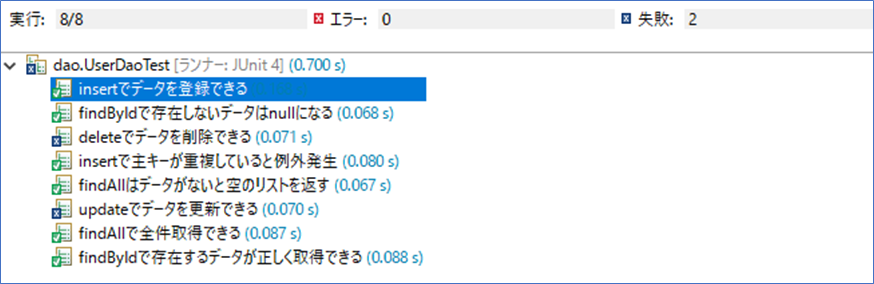 実行: 8/8 エラー: 0 失敗: 2
dao.UserDaoTest [ランナー: JUnit 4] (0.700 s)
insertでデータを登録できる
findByIdで存在しないデータはnullになる (0.068 s)
deleteでデータを削除できる (0.071 s)
insertで主キーが重複していると例外発生 (0.080 s)
findAllはデータがないと空のリストを返す (0.067 s)
updateでデータを更新できる (0.070 s)
findAllで全件取得できる (0.087 s)
findByIdで存在するデータが正しく取得できる (0.088 s)